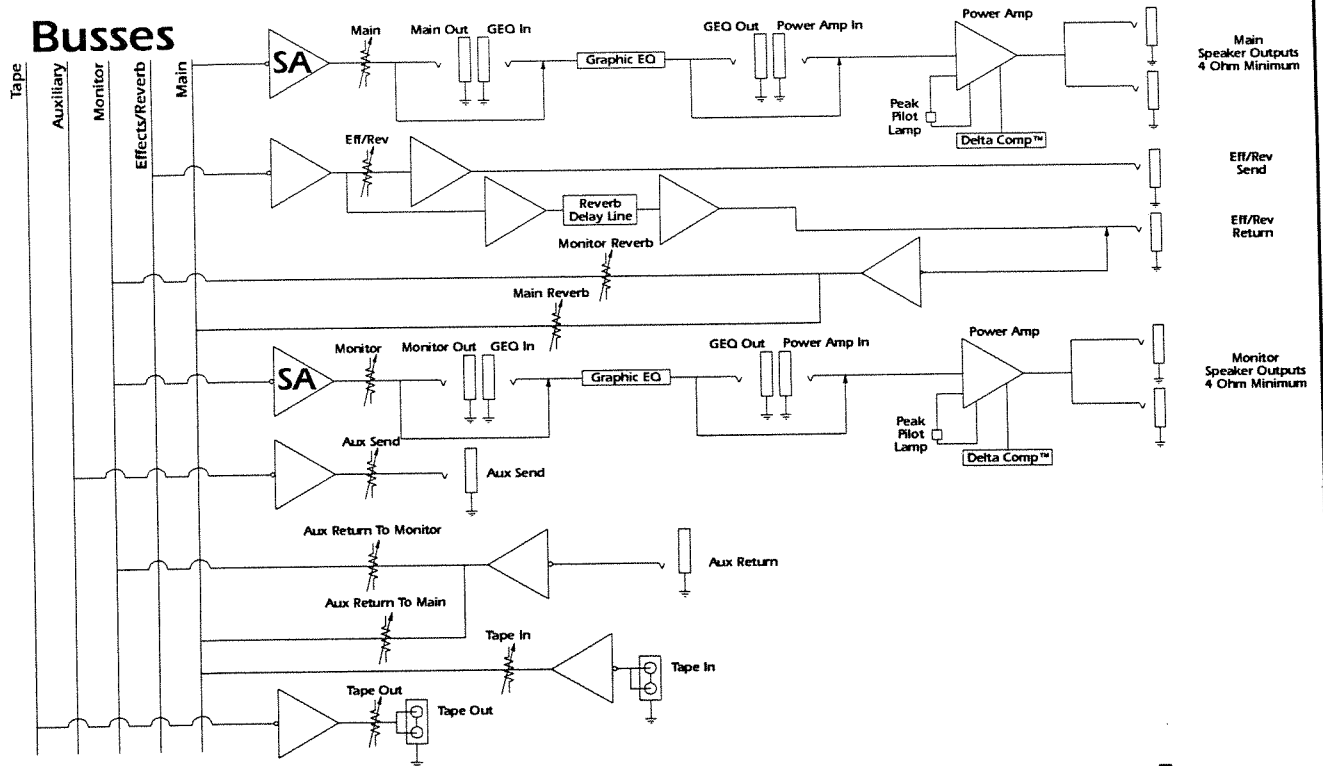 Busses
Tape
Auxiliary
Monitor
Effects/Reverb
Main
SA
Main
Main Out
GEQ In
Graphic EQ
GEQ Out
Power Amp In
Power Amp
Peak
Pilot
Lamp
Delta Comp™
Main
Speaker Outputs
4 Ohm Minimum
Eff/Rev
Eff/Rev
Send
Reverb
Delay Line
Eff/Rev
Return
Monitor Reverb
Main Reverb
SA
Monitor
Monitor Out
GEQ In
Graphic EQ
GEQ Out
Power Amp In
Power Amp
Peak
Pilot
Lamp
Delta Comp™
Monitor
Speaker Outputs
4 Ohm Minimum
Aux Send
Aux Send
Aux Return To Monitor
Aux Return
Aux Return To Main
Tape In
Tape In
Tape Out
Tape Out